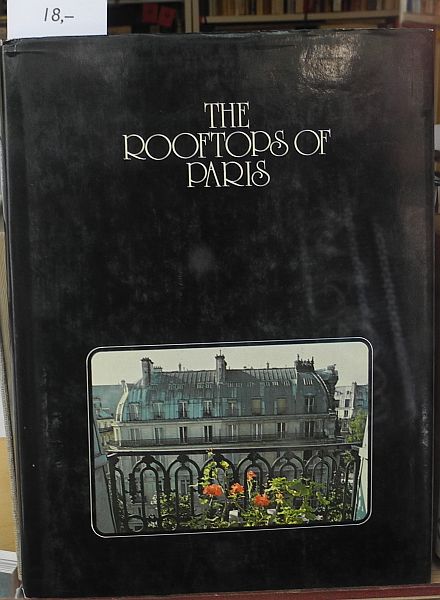 18,-
THE
ROOFTOPS OF
PARIS